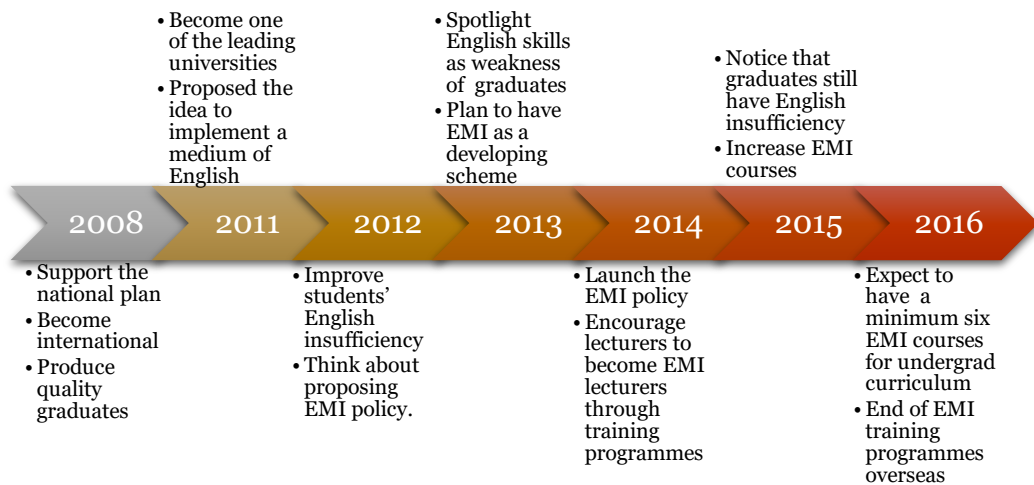 • Become one
of the leading
universities
• Proposed the
idea to
implement a
medium of
English
• Spotlight
English skills
as weakness
of graduates
• Plan to have
EMI as a
developing
scheme
• Notice that
graduates still
have English
insufficiency
• Increase EMI
courses
2008 2011 2012 2013 2014 2015 2016
• Support the
national plan
• Become
international
• Produce
quality
graduates
• Improve
students’
English
insufficiency
• Think about
proposing
EMI policy.
• Launch the
EMI policy
• Encourage
lecturers to
become EMI
lecturers
through
training
programmes
• Expect to
have a
minimum six
EMI courses
for undergrad
curriculum
• End of EMI
training
programmes
overseas